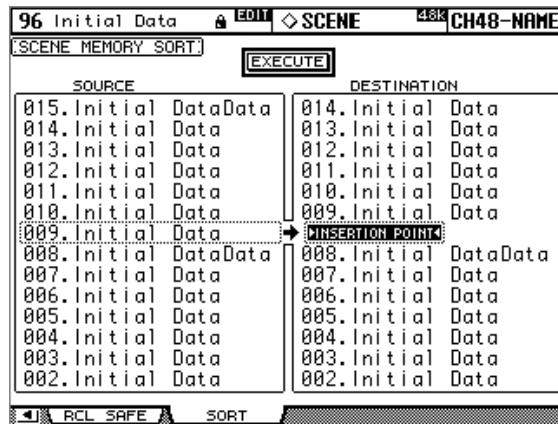 96 Initial Data EDIT ◇SCENE 48K CH48-NAME
SCENE MEMORY SORT
EXECUTE
SOURCE
015.Initial DataData
014.Initial Data
013.Initial Data
012.Initial Data
011.Initial Data
010.Initial Data
009.Initial Data
008.Initial DataData
007.Initial Data
006.Initial Data
005.Initial Data
004.Initial Data
003.Initial Data
002.Initial Data
DESTINATION
014.Initial Data
013.Initial Data
012.Initial Data
011.Initial Data
010.Initial Data
009.Initial Data
INSERTION POINT
008.Initial DataData
007.Initial Data
006.Initial Data
005.Initial Data
004.Initial Data
003.Initial Data
002.Initial Data
RCL SAFE
SORT